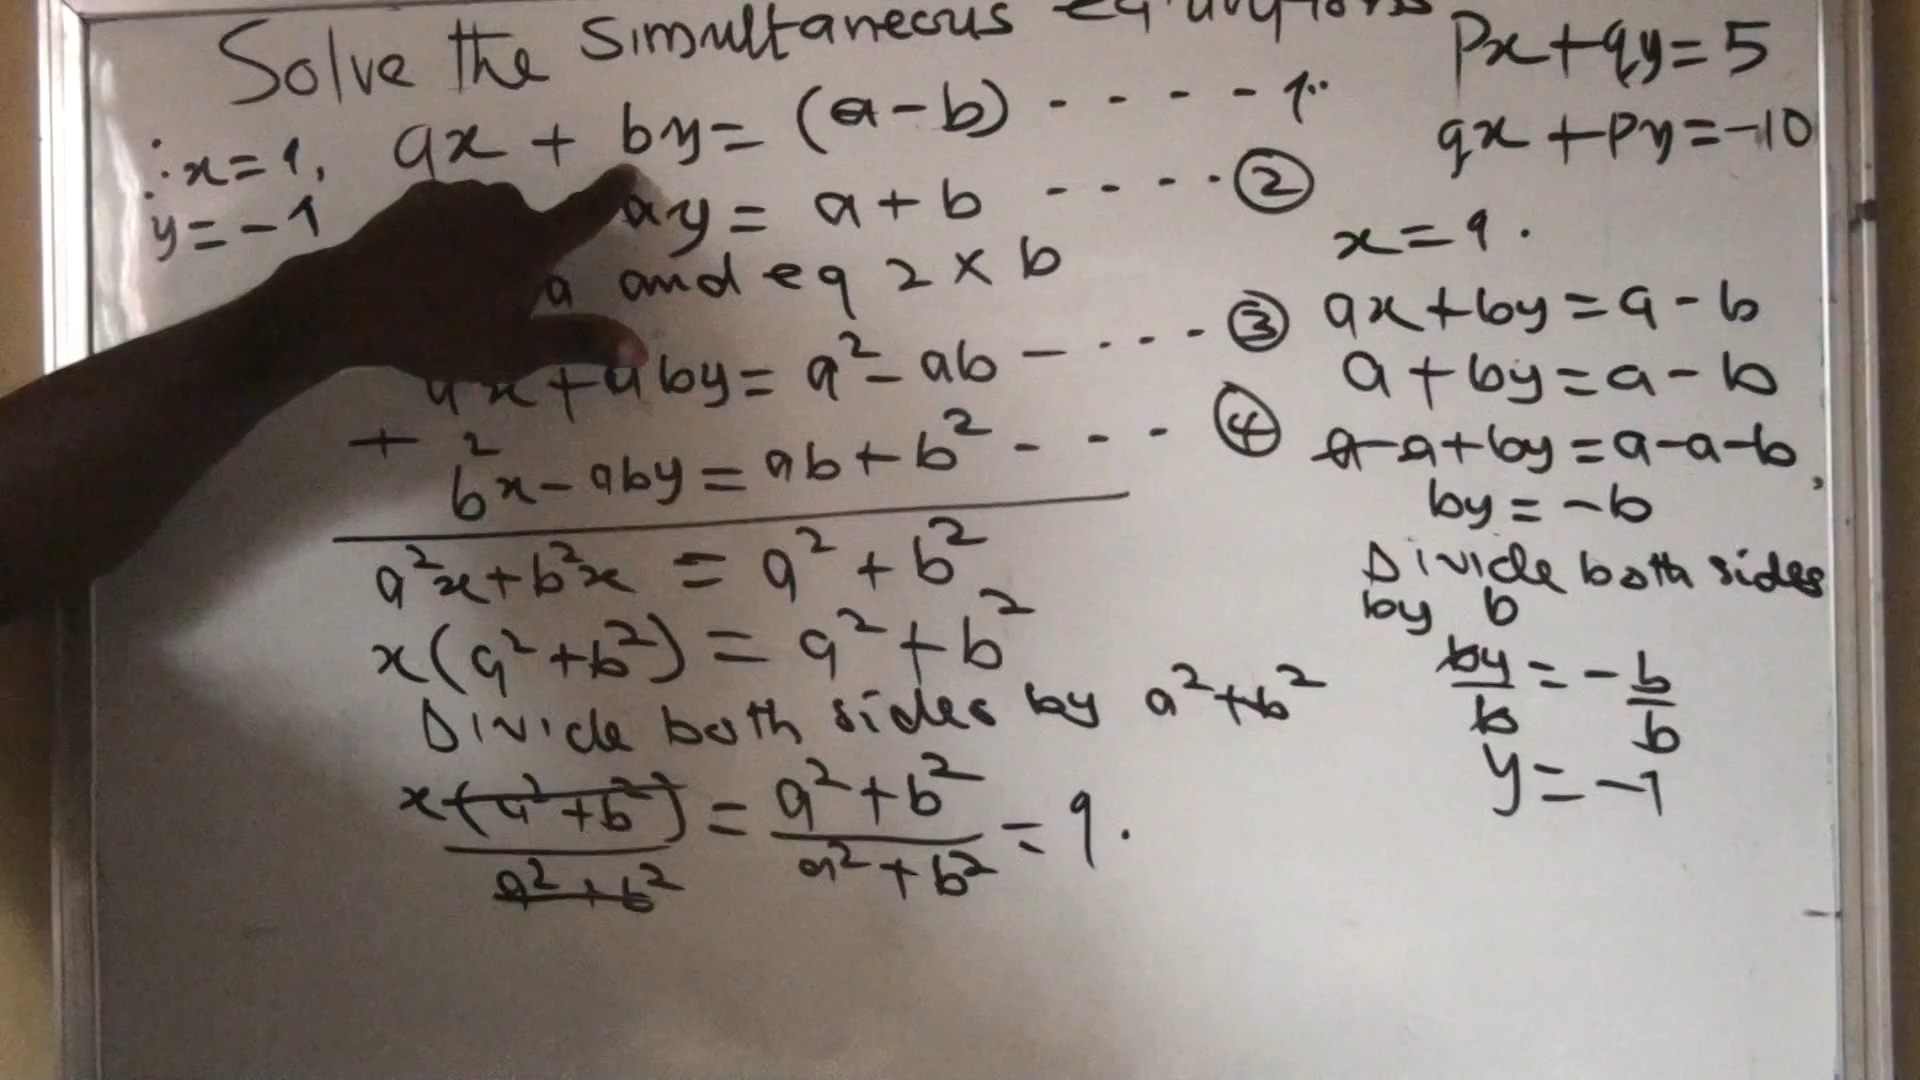 Solve the simultaneous equations
ax + by = (a-b) - - - - 1..
ay = a+b - - - - ②
a and eq 2 x b
x+aby = a²-ab - - - - ③
+ b²x-aby = ab+b² - - - ④
a²x+b²x = a²+b²
x(a²+b²) = a²+b²
Divide both sides by a²+b²
x(a²+b²)/a²+b² = a²+b²/a²+b² = 1.
∴x=1,
y=-1
px+qy=5
qx+py=-10
x=1.
ax+by=a-b
a+by=a-b
a-a+by=a-a-b,
by=-b
Divide both sides
by b
by/b = -b/b
y=-1